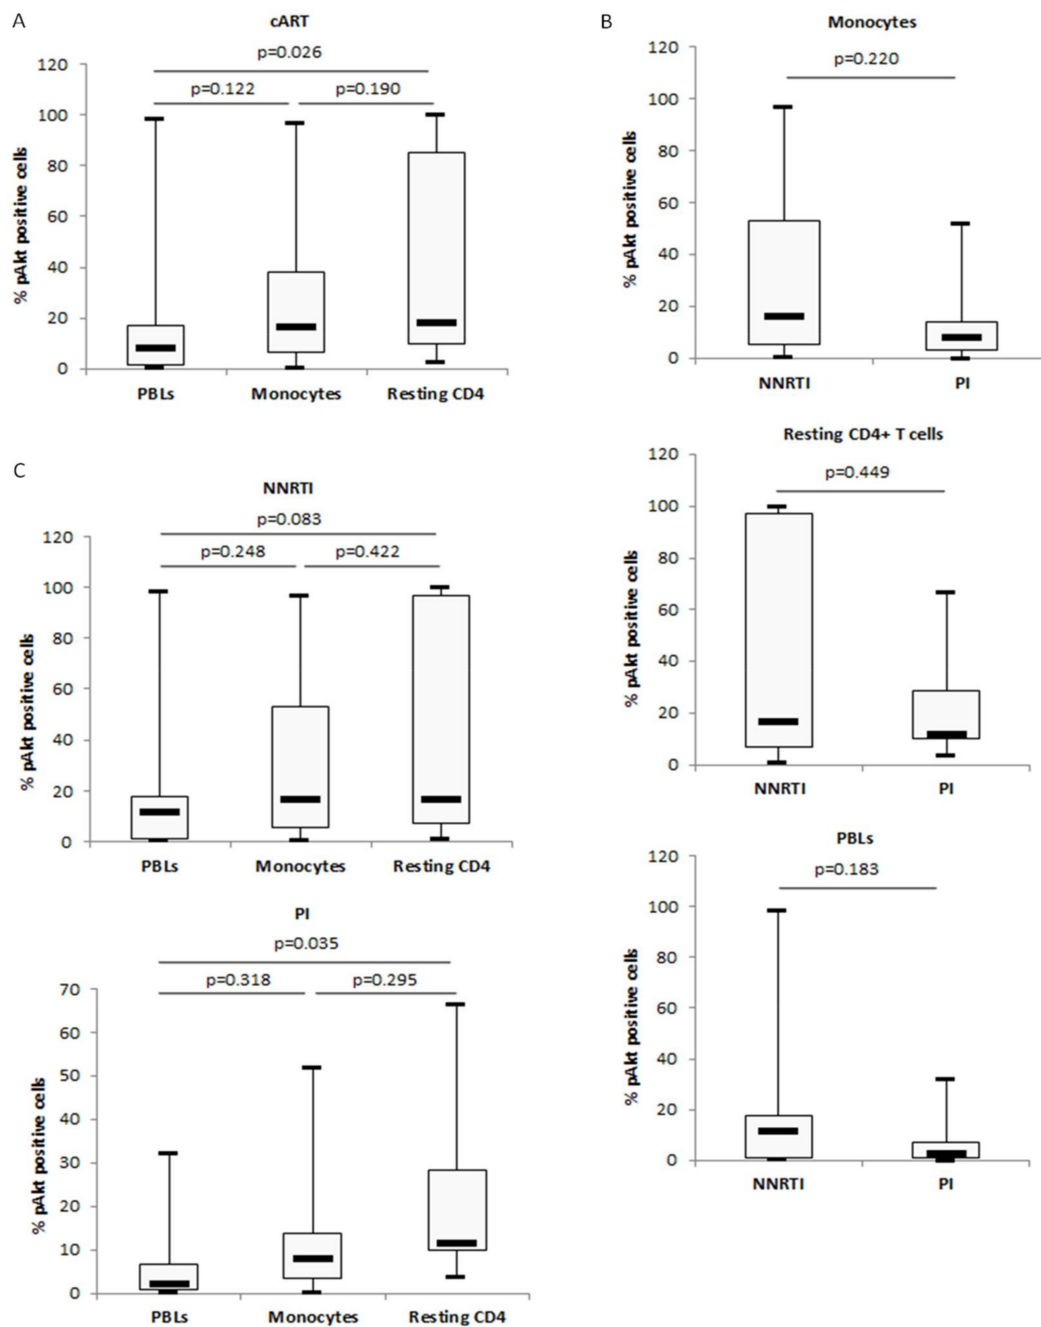 A
cART
p=0.026
p=0.122 p=0.190
% pAkt positive cells
120
100
80
60
40
20
0
PBLs Monocytes Resting CD4
B
Monocytes
p=0.220
% pAkt positive cells
120
100
80
60
40
20
0
NNRTI PI
Resting CD4+ T cells
p=0.449
% pAkt positive cells
120
100
80
60
40
20
0
NNRTI PI
PBLs
p=0.183
% pAkt positive cells
120
100
80
60
40
20
0
NNRTI PI
C
NNRTI
p=0.083
p=0.248 p=0.422
% pAkt positive cells
120
100
80
60
40
20
0
PBLs Monocytes Resting CD4
PI
p=0.035
p=0.318 p=0.295
% pAkt positive cells
70
60
50
40
30
20
10
0
PBLs Monocytes Resting CD4